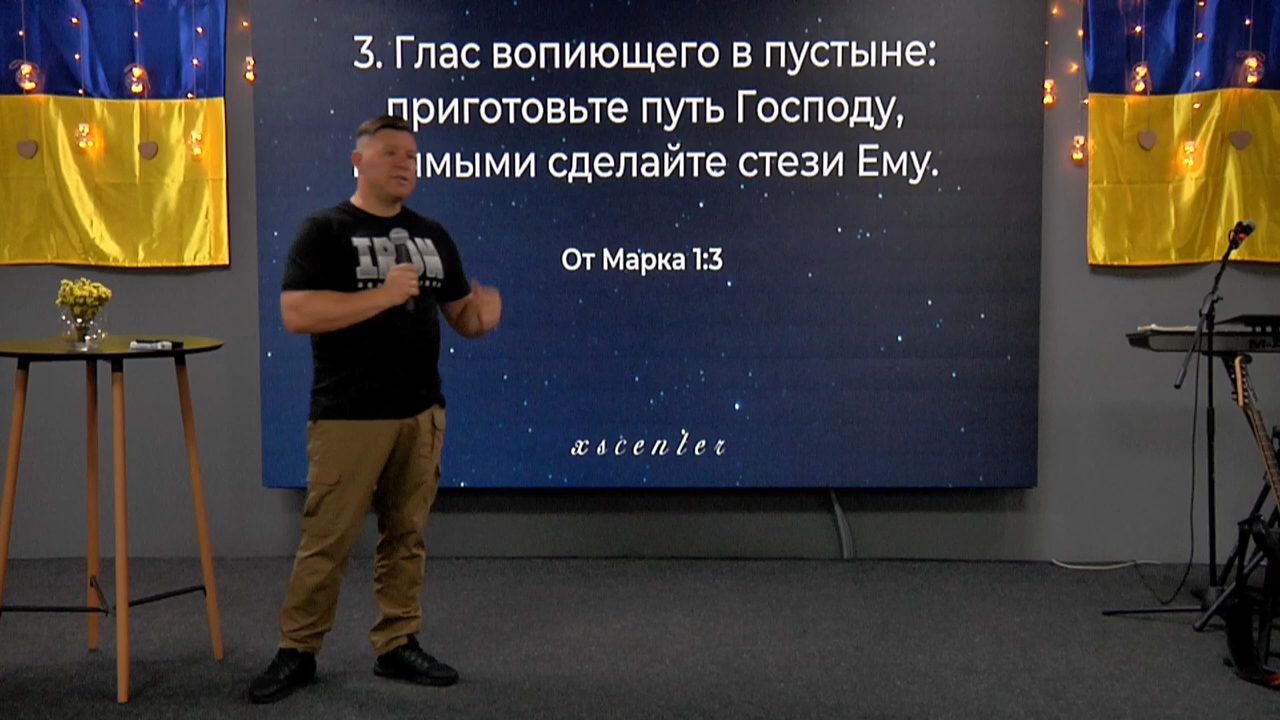 3. Глас вопиющего в пустыне:
приготовьте путь Господу,
сделайте стези Ему.
От Марка 1:3
xscenter
IRON